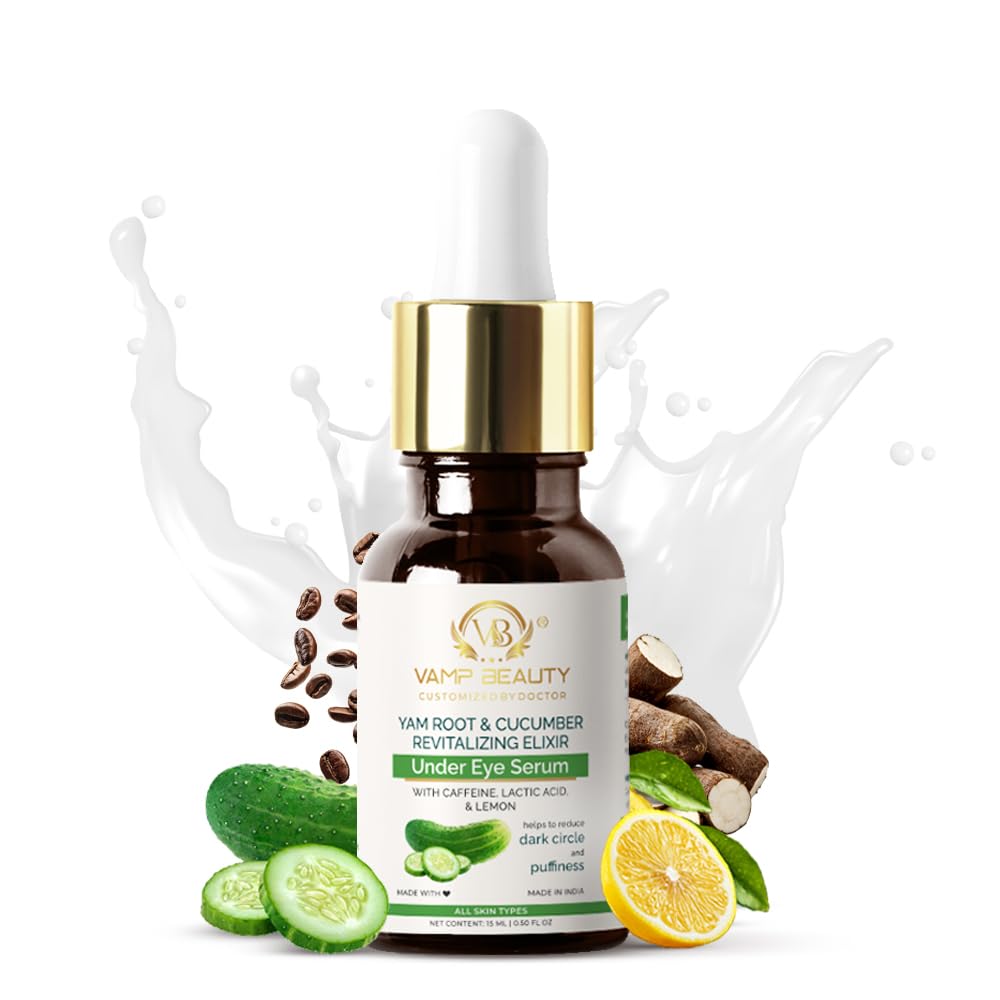 VB®
VAMP BEAUTY
CUSTOMIZED BY DOCTOR
YAM ROOT & CUCUMBER
REVITALIZING ELIXIR
Under Eye Serum
WITH CAFFEINE, LACTIC ACID,
& LEMON
helps to reduce
dark circle
and
puffiness
MADE WITH ❤
MADE IN INDIA
ALL SKIN TYPES
NET CONTENT: 15 ML | 0.50 FL OZ